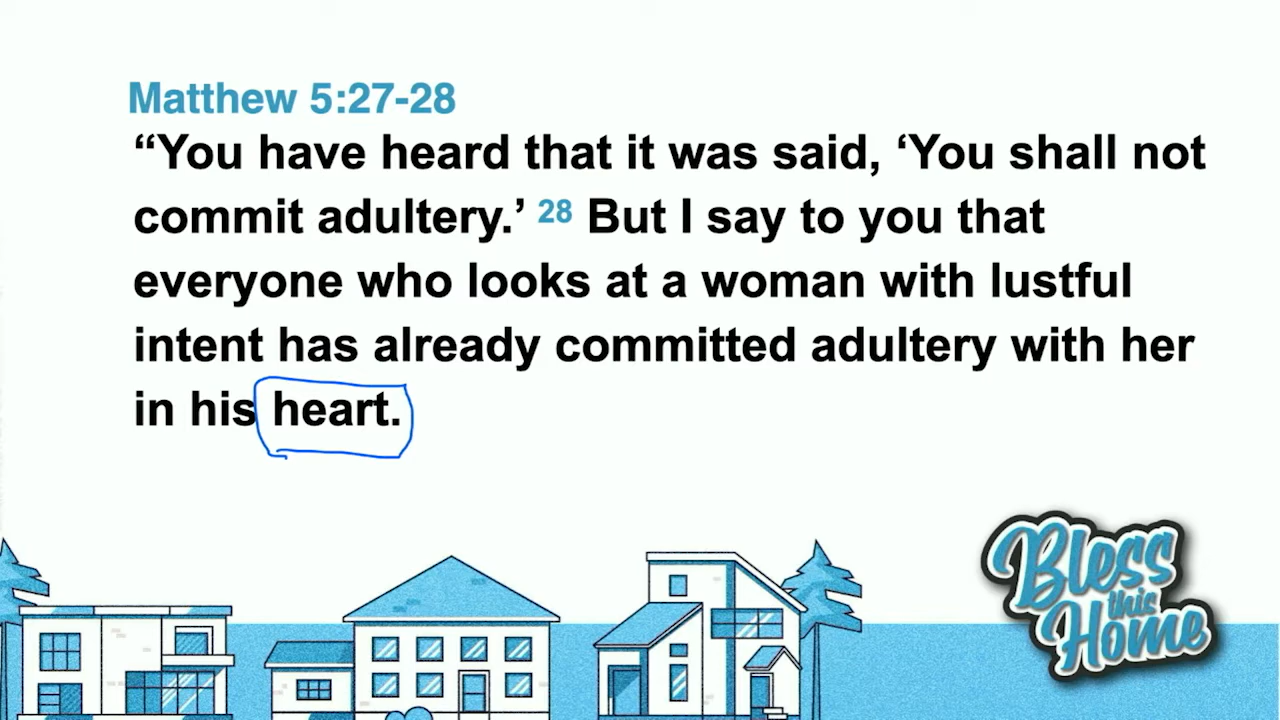 Matthew 5:27-28
“You have heard that it was said, ‘You shall not
commit adultery.’ 28 But I say to you that
everyone who looks at a woman with lustful
intent has already committed adultery with her
in his heart.
Bless
this
Home